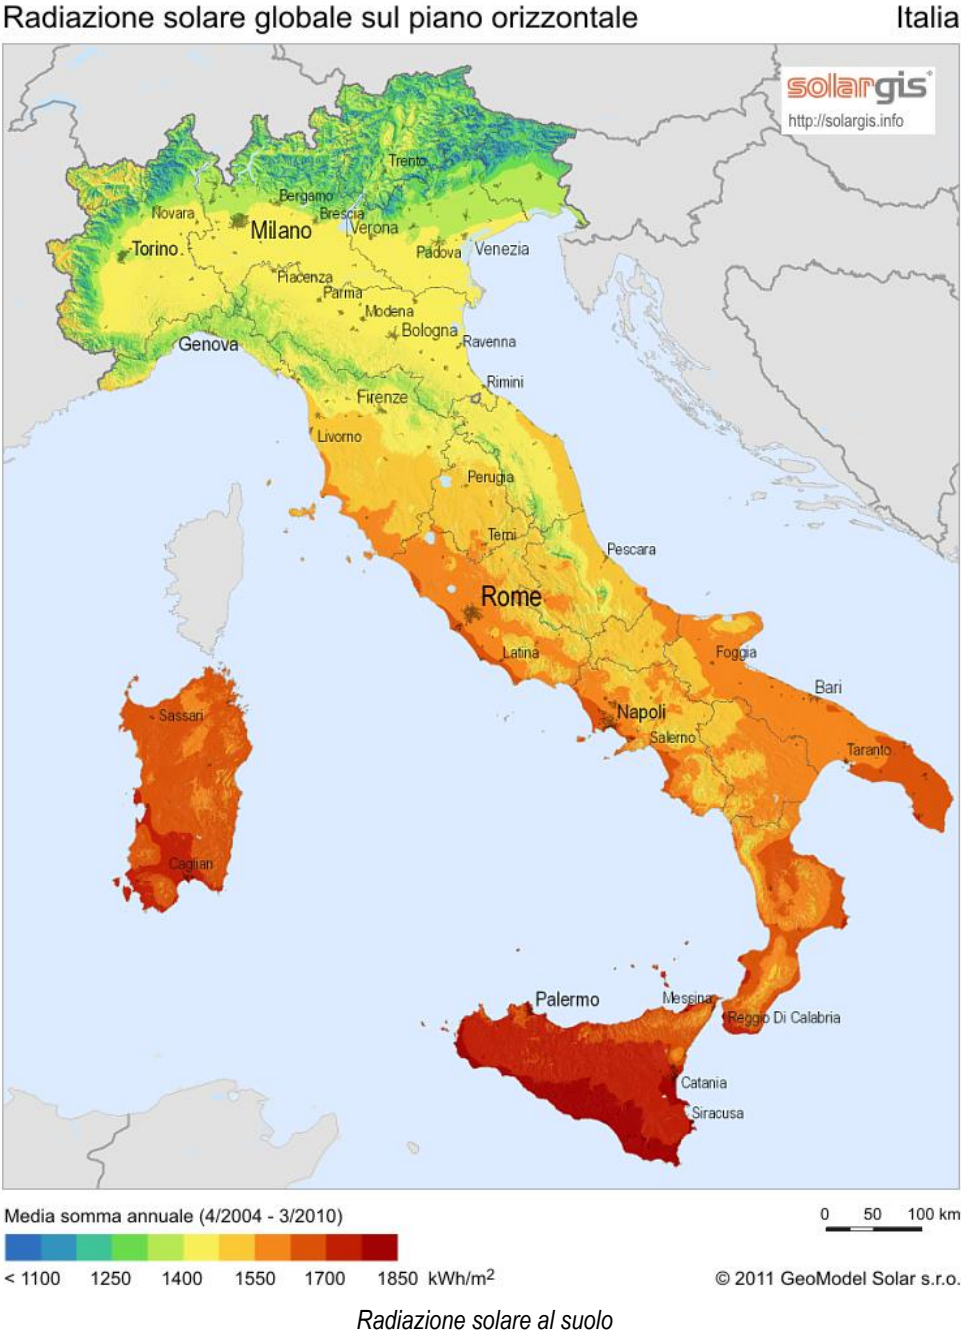 Radiazione solare globale sul piano orizzontale Italia
solargis
http://solargis.info
Trento
Bergamo
Novara
Brescia
Milano
Verona
Torino
Padova
Venezia
Piacenza
Parma
Modena
Bologna
Genova
Ravenna
Rimini
Firenze
Livorno
Perugia
Terni
Pescara
Rome
Latina
Foggia
Bari
Sassari
Napoli
Salerno
Taranto
Cagliari
Palermo
Messina
Reggio Di Calabria
Catania
Siracusa
Media somma annuale (4/2004 - 3/2010)
0 50 100 km
< 1100 1250 1400 1550 1700 1850 kWh/m2
© 2011 GeoModel Solar s.r.o.
Radiazione solare al suolo